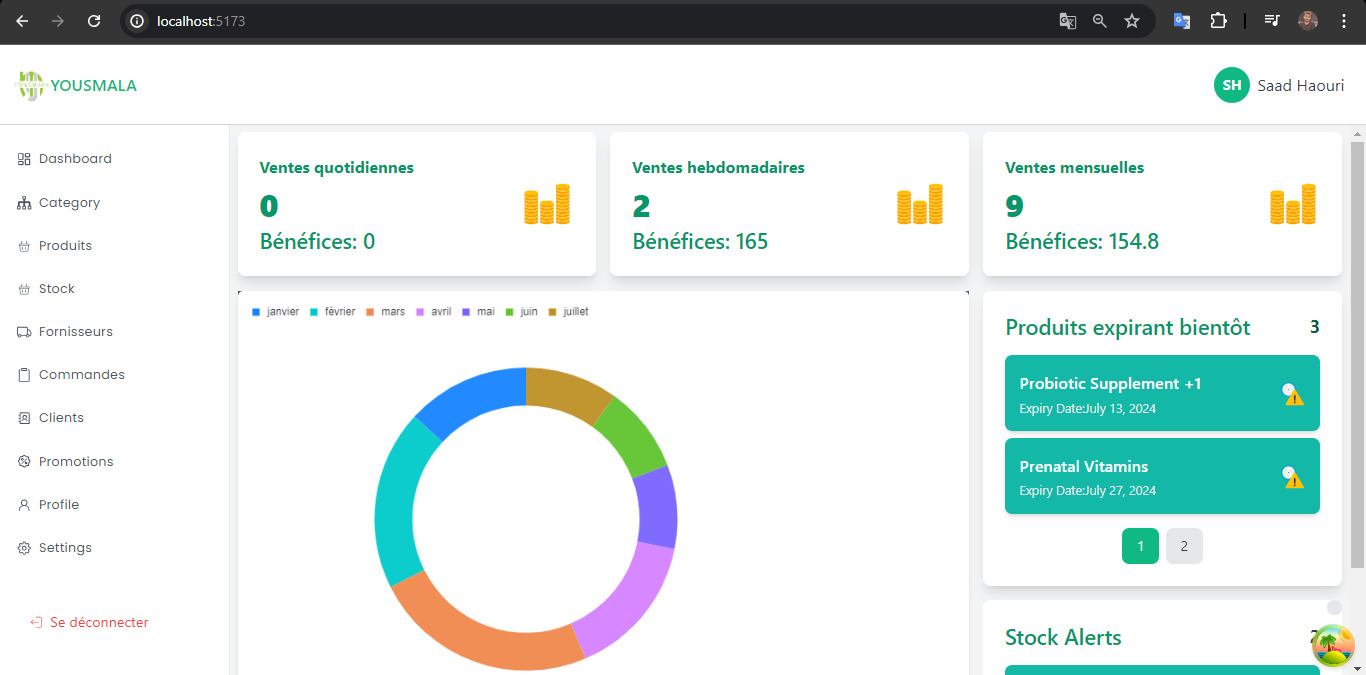 localhost:5173
YOUSMALA
SH Saad Haouri
Dashboard
Category
Produits
Stock
Fornisseurs
Commandes
Clients
Promotions
Profile
Settings
Se déconnecter
Ventes quotidiennes
0
Bénéfices: 0
Ventes hebdomadaires
2
Bénéfices: 165
Ventes mensuelles
9
Bénéfices: 154.8
janvier février mars avril mai juin juillet
Produits expirant bientôt 3
Probiotic Supplement +1
Expiry Date:July 13, 2024
Prenatal Vitamins
Expiry Date:July 27, 2024
1 2
Stock Alerts